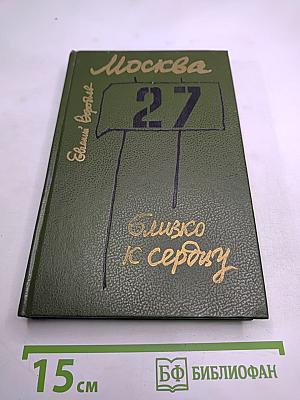 Москва
27
Евгений Воробьев
близко
к сердцу
15 см
БФ БИБЛИОФАН